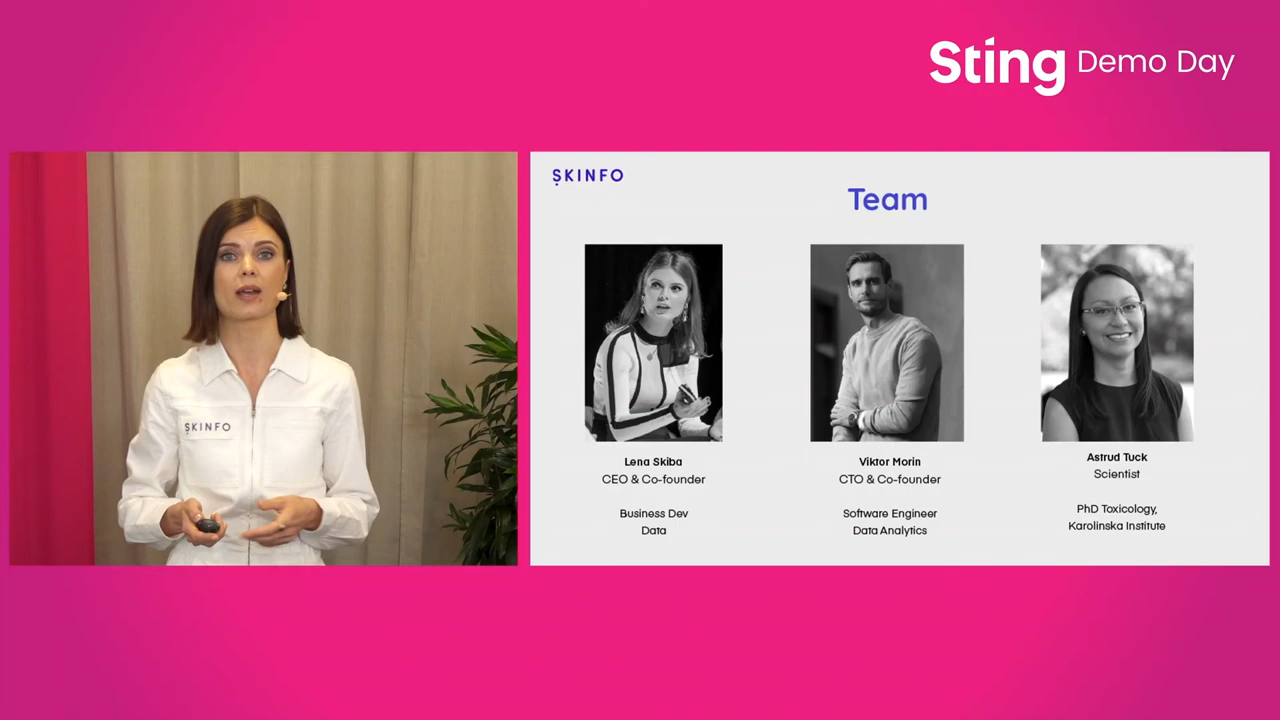 Sting Demo Day
SKINFO
Team
SKINFO
Lena Skiba
CEO & Co-founder
Business Dev
Data
Viktor Morin
CTO & Co-founder
Software Engineer
Data Analytics
Astrud Tuck
Scientist
PhD Toxicology,
Karolinska Institute